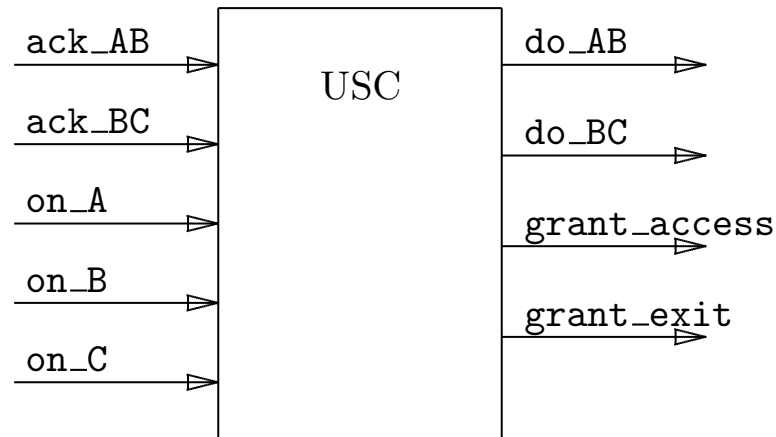 ack_AB
ack_BC
on_A
on_B
on_C
USC
do_AB
do_BC
grant_access
grant_exit